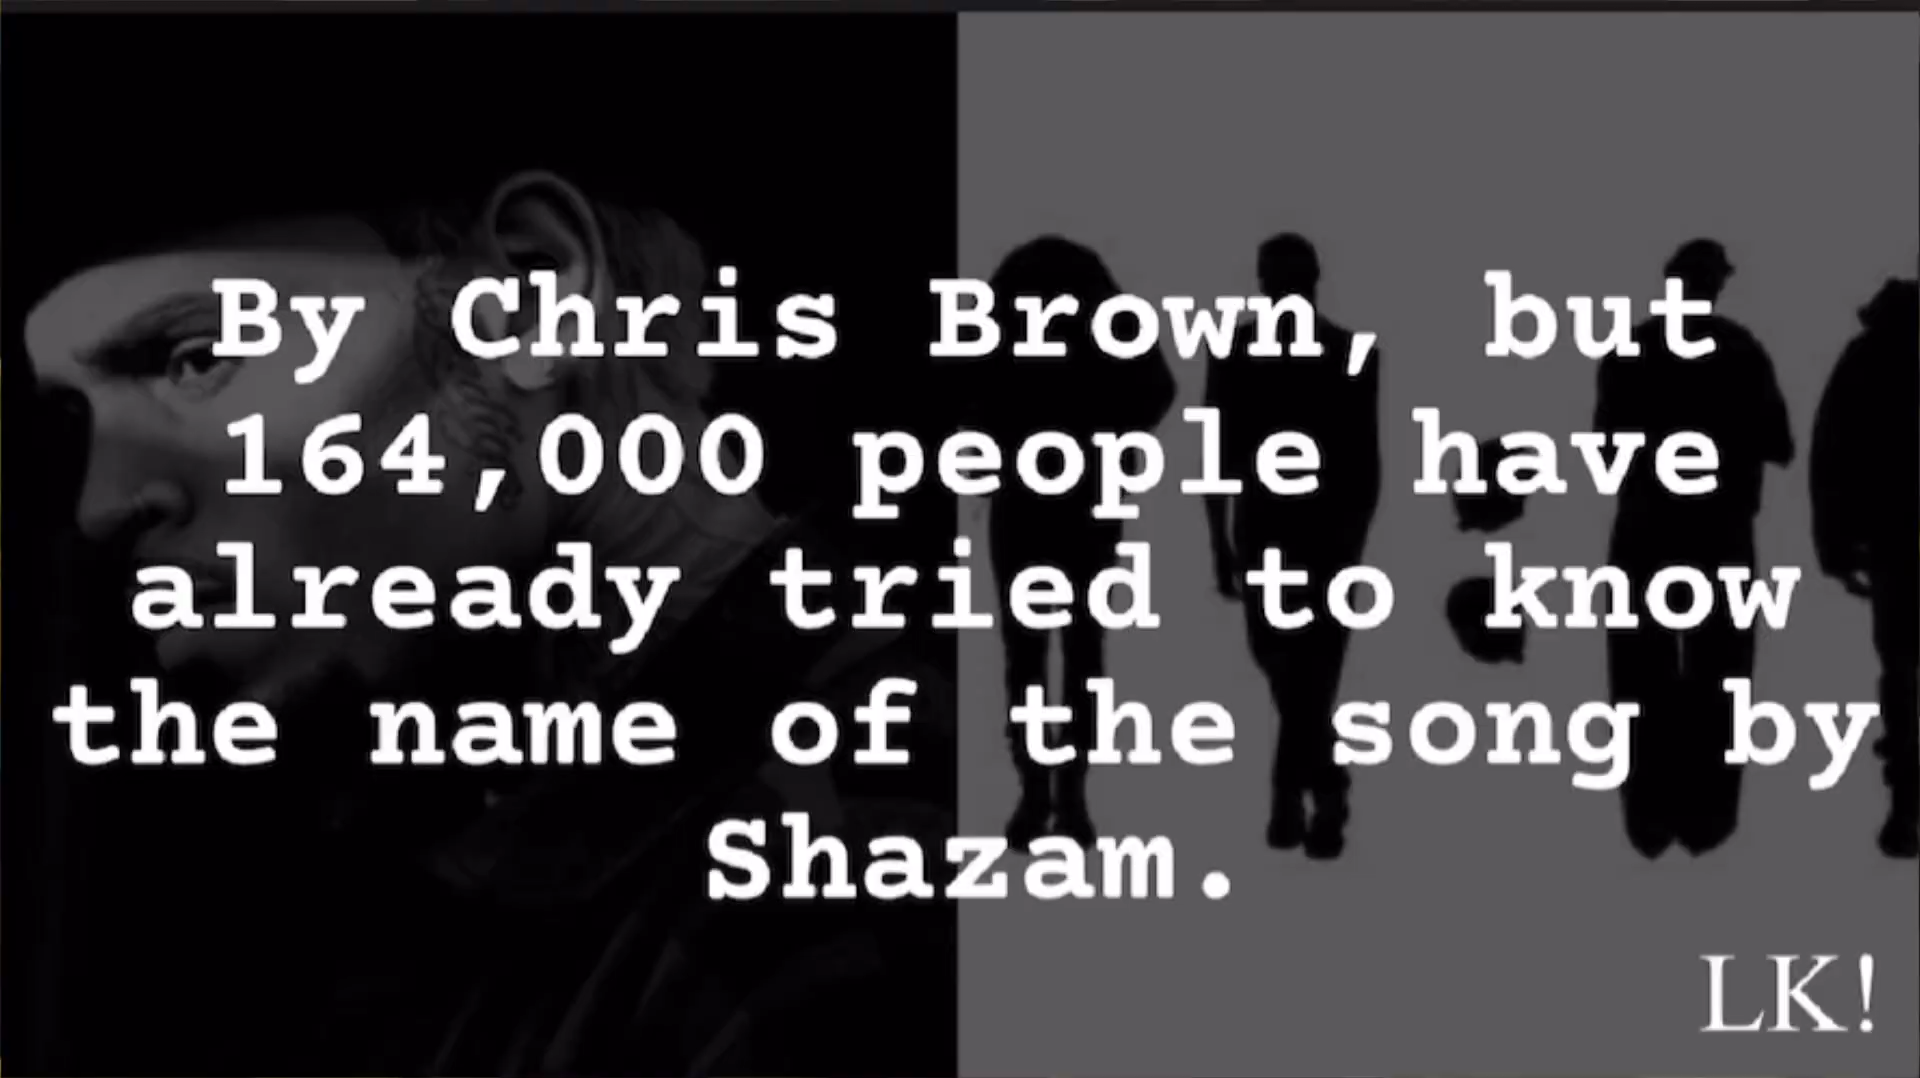 By Chris Brown, but
164,000 people have
already tried to know
the name of the song by
Shazam.
LK!